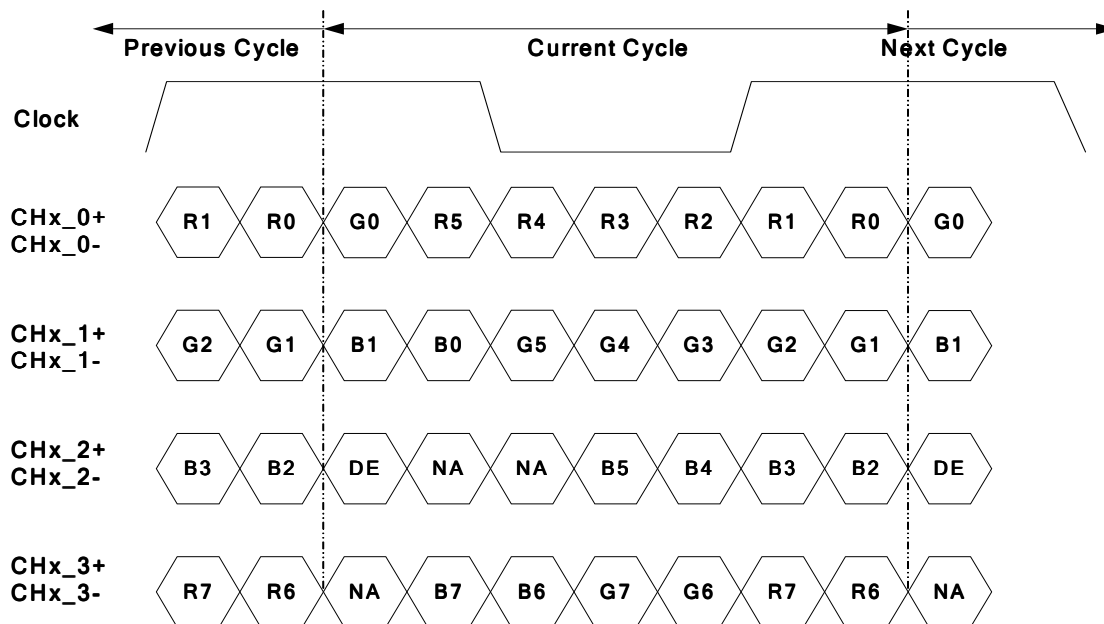 Previous Cycle Current Cycle Next Cycle
Clock
CHx_0+
CHx_0-
R1 R0 G0 R5 R4 R3 R2 R1 R0 G0
CHx_1+
CHx_1-
G2 G1 B1 B0 G5 G4 G3 G2 G1 B1
CHx_2+
CHx_2-
B3 B2 DE NA NA B5 B4 B3 B2 DE
CHx_3+
CHx_3-
R7 R6 NA B7 B6 G7 G6 R7 R6 NA